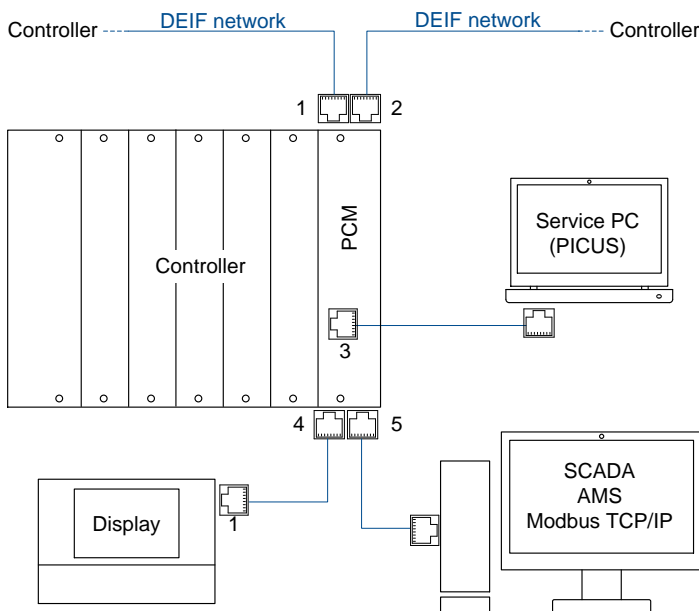 Controller
DEIF network
DEIF network
Controller
1
2
PCM
Controller
3
Service PC
(PICUS)
4
5
Display
1
SCADA
AMS
Modbus TCP/IP